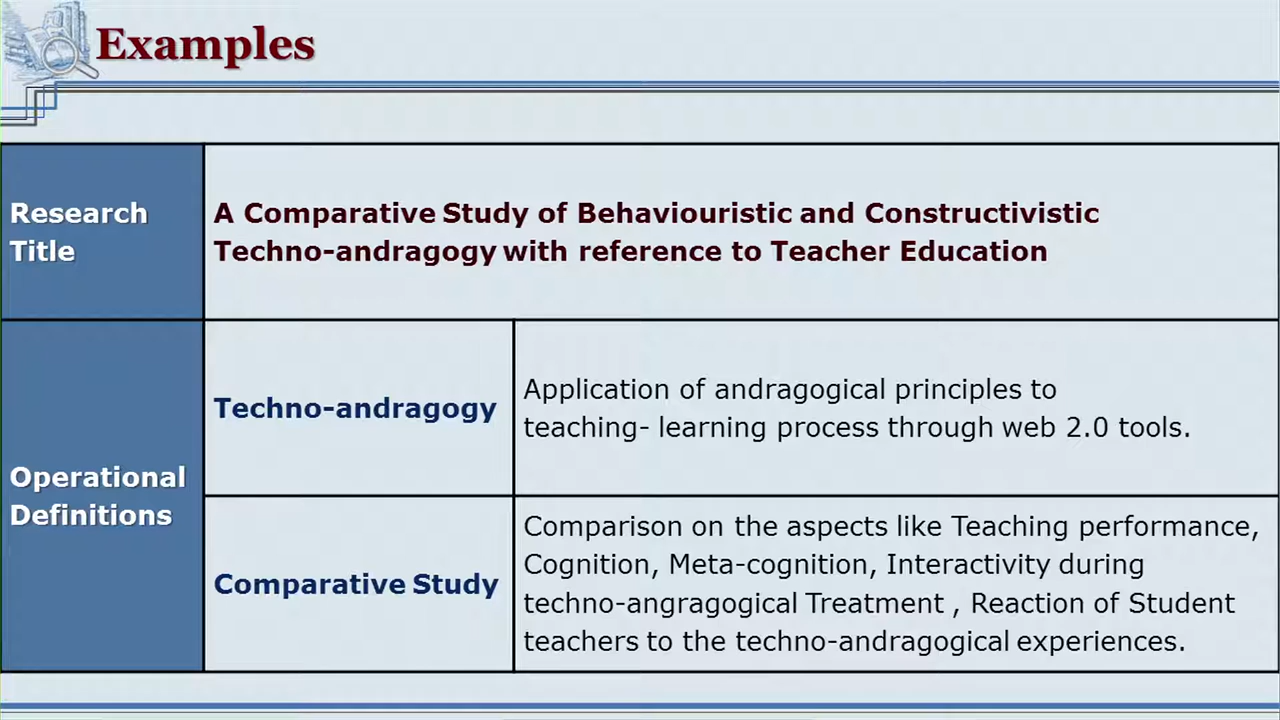 Examples
Research
Title
A Comparative Study of Behaviouristic and Constructivistic
Techno-andragogy with reference to Teacher Education
Operational
Definitions
Techno-andragogy
Application of andragogical principles to
teaching- learning process through web 2.0 tools.
Comparative Study
Comparison on the aspects like Teaching performance,
Cognition, Meta-cognition, Interactivity during
techno-angragogical Treatment , Reaction of Student
teachers to the techno-andragogical experiences.